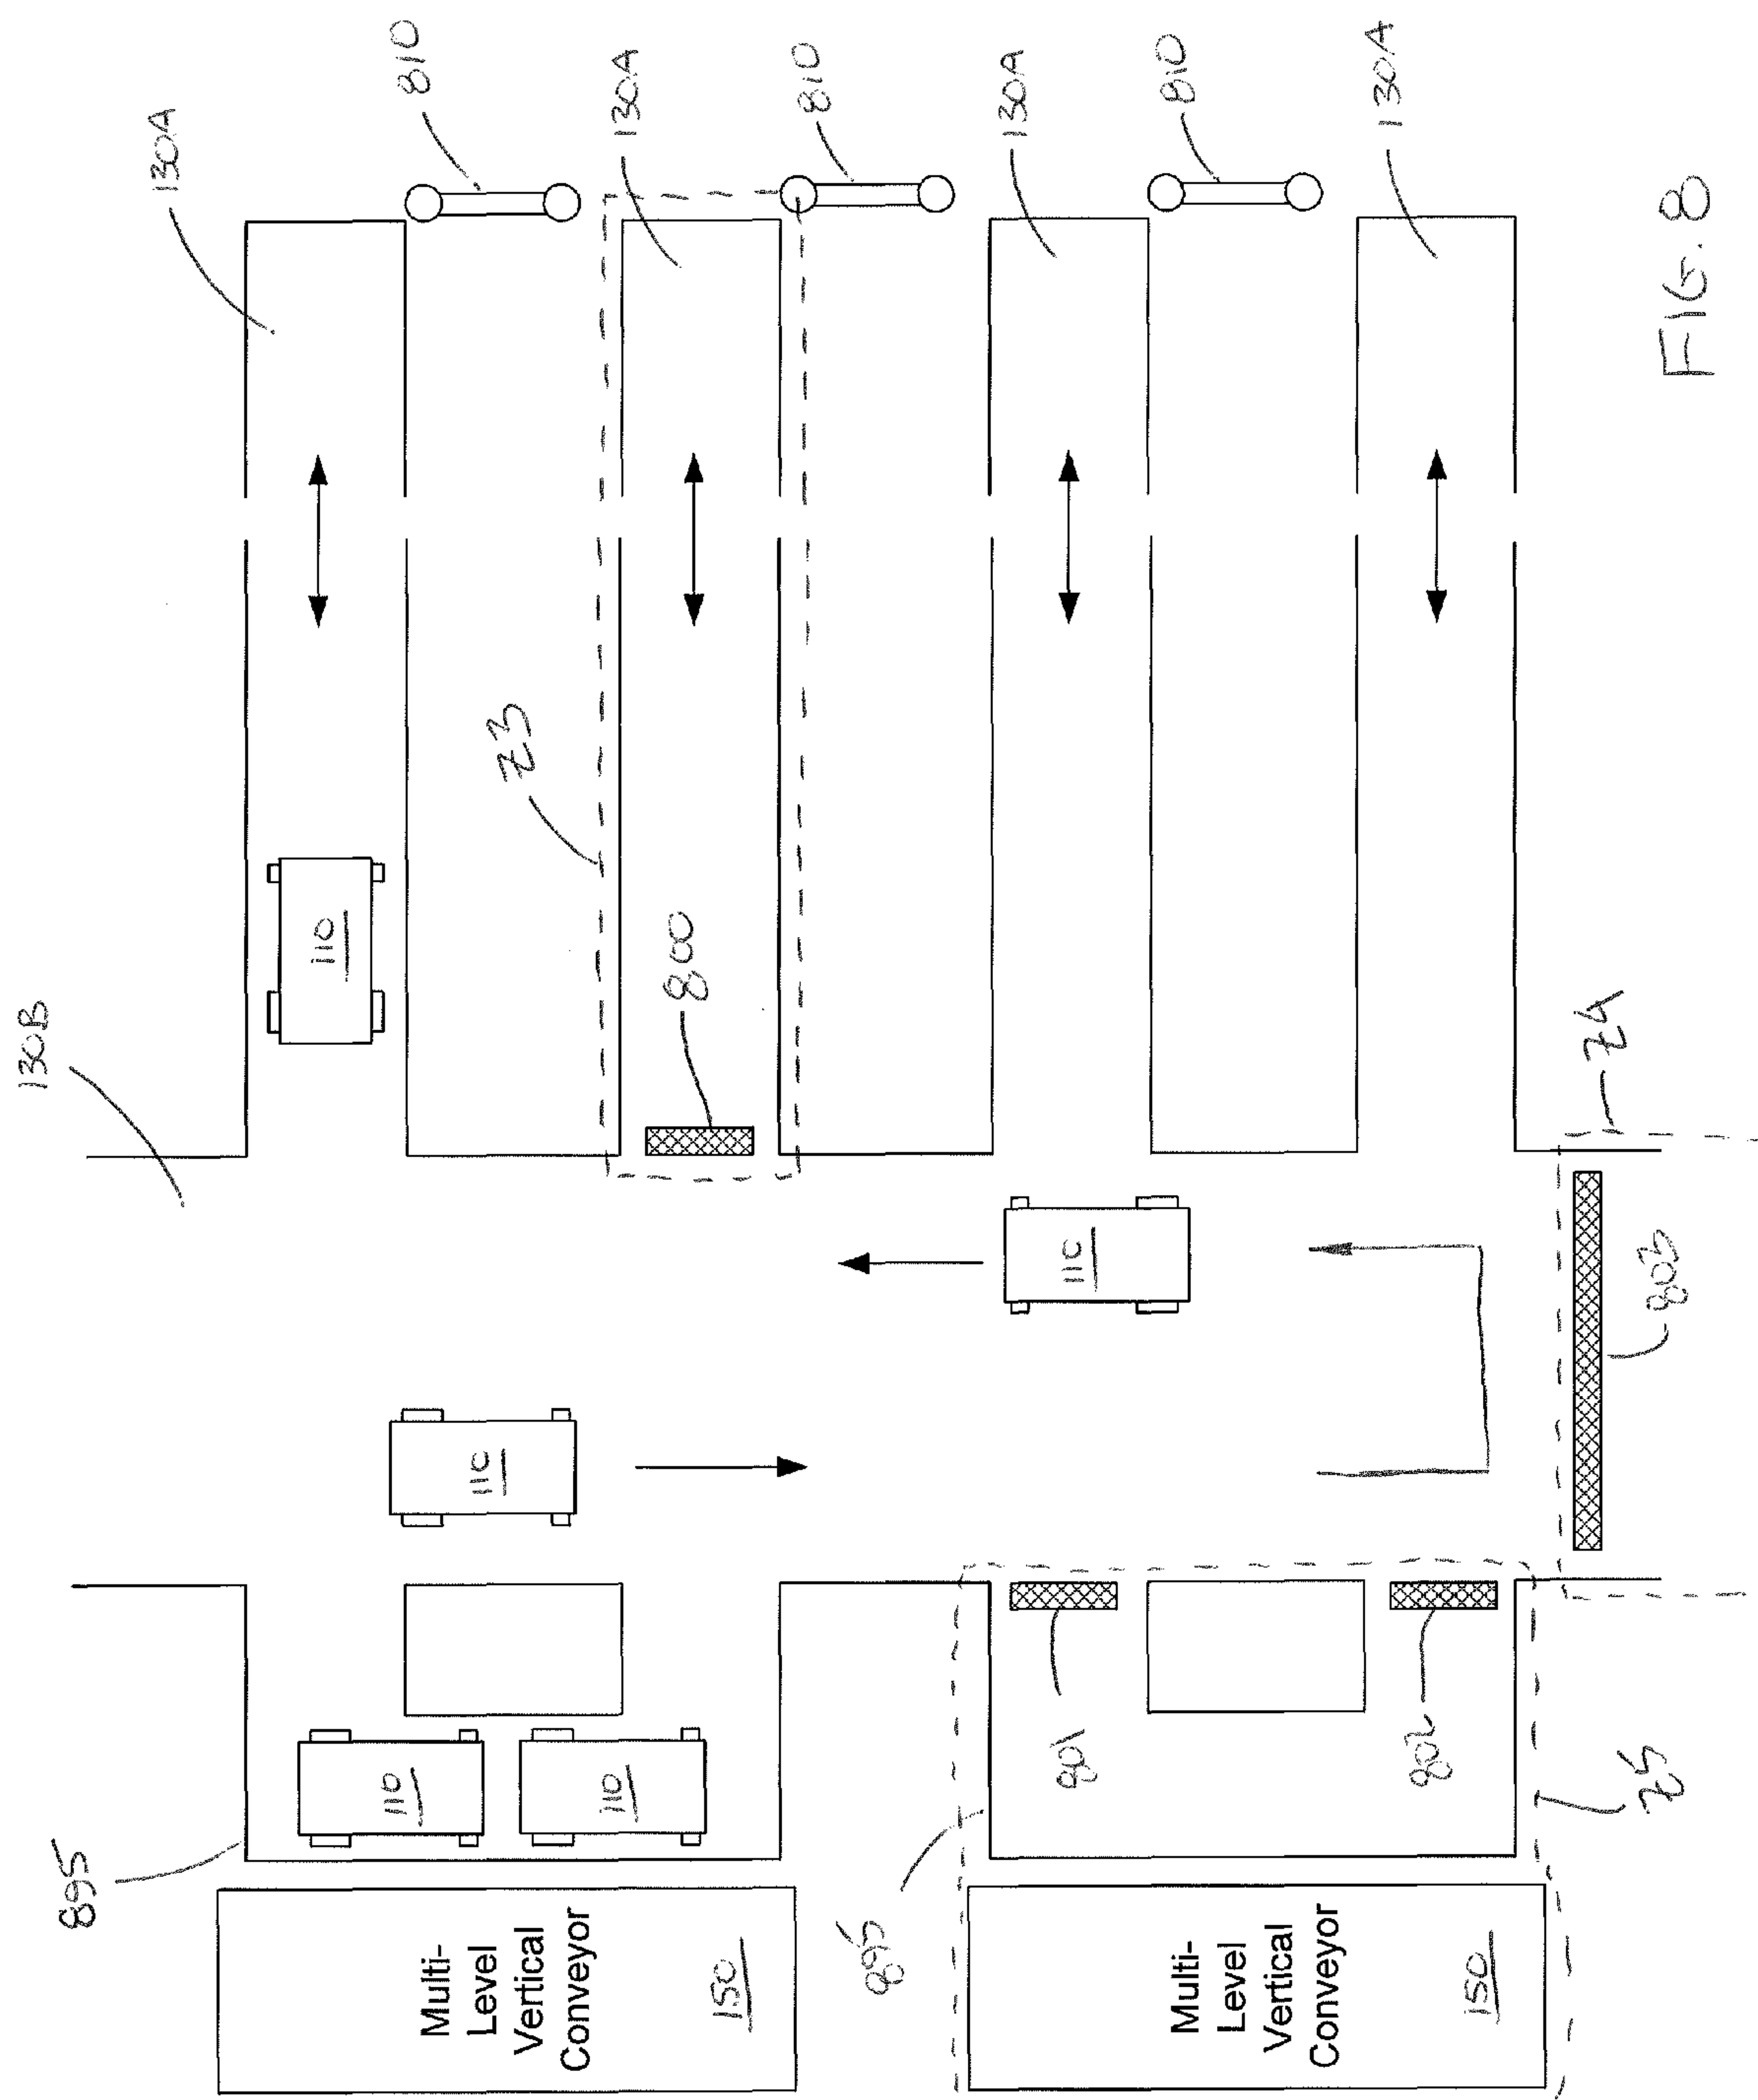 130B
130A
810
130A
810
130A
810
130A
Z3
110
800
110
110
Z4
803
895
110
110
801
802
Z5
895
Multi-
Level
Vertical
Conveyor
150
Multi-
Level
Vertical
Conveyor
150
FIG. 8